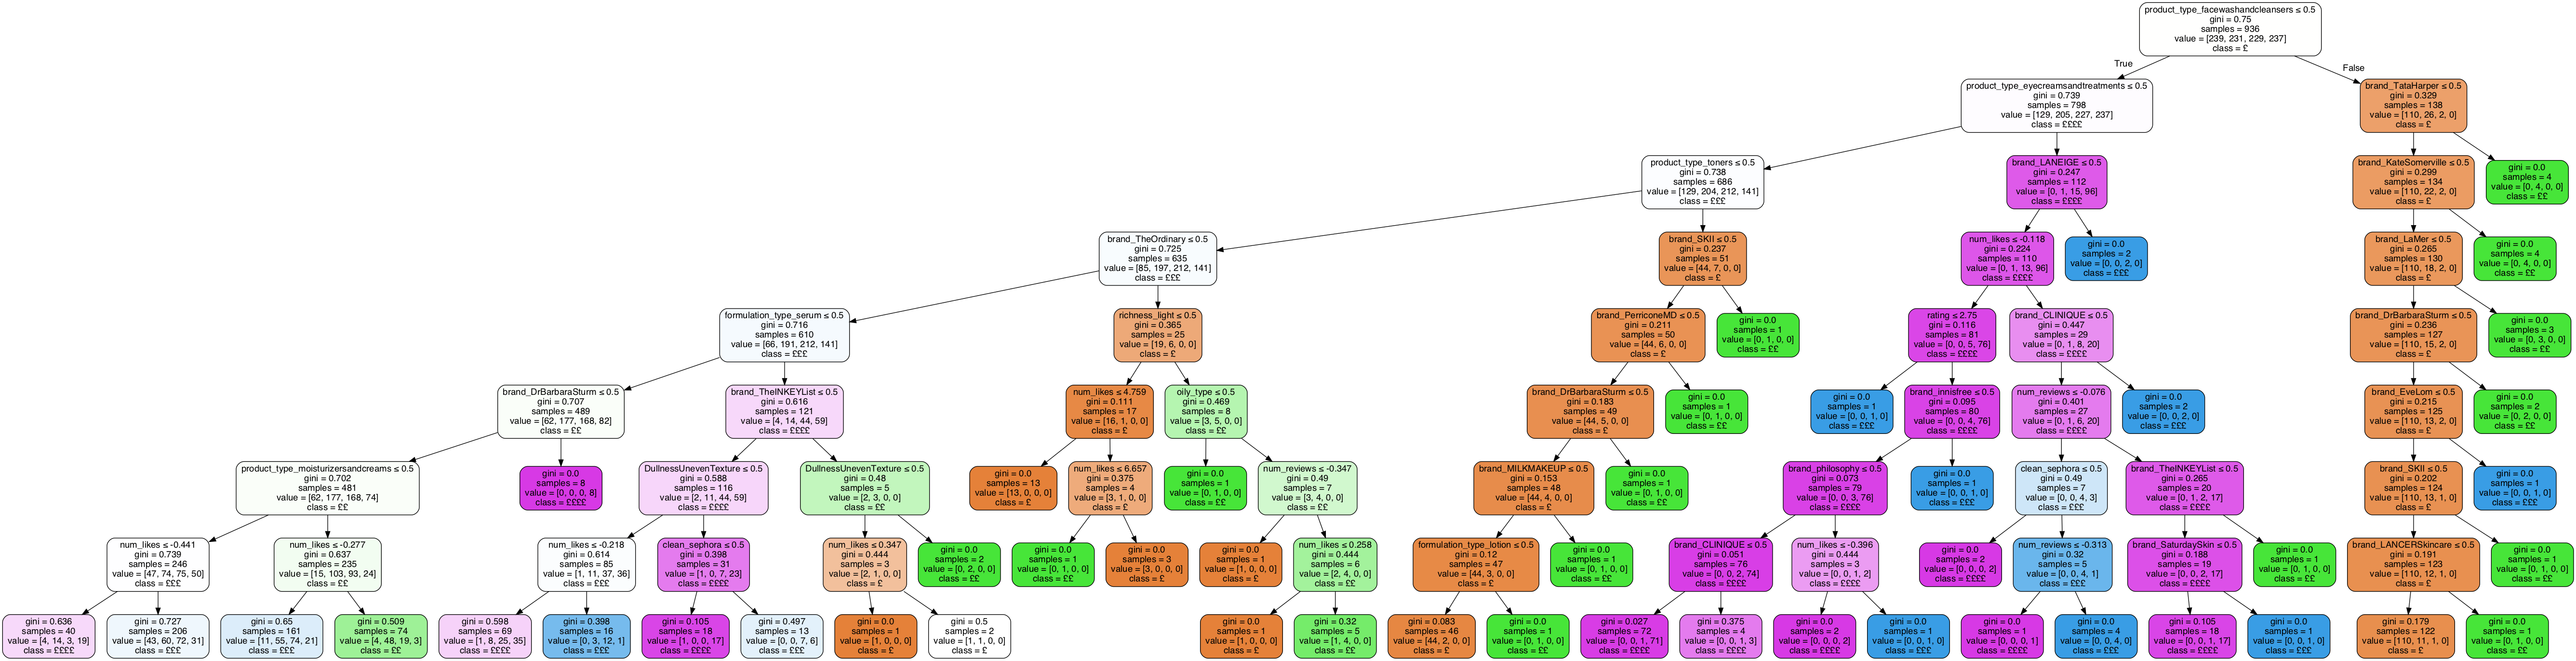 product_type_facewashandcleansers ≤ 0.5
gini = 0.75
samples = 936
value = [239, 231, 229, 237]
class = £
True
False
product_type_eyecreamsandtreatments ≤ 0.5
gini = 0.739
samples = 798
value = [129, 205, 227, 237]
class = ££££
brand_TataHarper ≤ 0.5
gini = 0.329
samples = 138
value = [110, 26, 2, 0]
class = £
product_type_toners ≤ 0.5
gini = 0.738
samples = 686
value = [129, 204, 212, 141]
class = £££
brand_LANEIGE ≤ 0.5
gini = 0.247
samples = 112
value = [0, 1, 15, 96]
class = ££££
brand_KateSomerville ≤ 0.5
gini = 0.299
samples = 134
value = [110, 22, 2, 0]
class = £
gini = 0.0
samples = 4
value = [0, 4, 0, 0]
class = ££
brand_TheOrdinary ≤ 0.5
gini = 0.725
samples = 635
value = [85, 197, 212, 141]
class = £££
brand_SKII ≤ 0.5
gini = 0.237
samples = 51
value = [44, 7, 0, 0]
class = £
num_likes ≤ -0.118
gini = 0.224
samples = 110
value = [0, 1, 13, 96]
class = ££££
gini = 0.0
samples = 2
value = [0, 0, 2, 0]
class = £££
brand_LaMer ≤ 0.5
gini = 0.265
samples = 130
value = [110, 18, 2, 0]
class = £
gini = 0.0
samples = 4
value = [0, 4, 0, 0]
class = ££
formulation_type_serum ≤ 0.5
gini = 0.716
samples = 610
value = [66, 191, 212, 141]
class = £££
richness_light ≤ 0.5
gini = 0.365
samples = 25
value = [19, 6, 0, 0]
class = £
brand_PerriconeMD ≤ 0.5
gini = 0.211
samples = 50
value = [44, 6, 0, 0]
class = £
gini = 0.0
samples = 1
value = [0, 1, 0, 0]
class = ££
rating ≤ 2.75
gini = 0.116
samples = 81
value = [0, 0, 5, 76]
class = ££££
brand_CLINIQUE ≤ 0.5
gini = 0.447
samples = 29
value = [0, 1, 8, 20]
class = ££££
brand_DrBarbaraSturm ≤ 0.5
gini = 0.236
samples = 127
value = [110, 15, 2, 0]
class = £
gini = 0.0
samples = 3
value = [0, 3, 0, 0]
class = ££
brand_DrBarbaraSturm ≤ 0.5
gini = 0.707
samples = 489
value = [62, 177, 168, 82]
class = ££
brand_TheINKEYList ≤ 0.5
gini = 0.616
samples = 121
value = [4, 14, 44, 59]
class = ££££
num_likes ≤ 4.759
gini = 0.111
samples = 17
value = [16, 1, 0, 0]
class = £
oily_type ≤ 0.5
gini = 0.469
samples = 8
value = [3, 5, 0, 0]
class = ££
brand_DrBarbaraSturm ≤ 0.5
gini = 0.183
samples = 49
value = [44, 5, 0, 0]
class = £
gini = 0.0
samples = 1
value = [0, 1, 0, 0]
class = ££
gini = 0.0
samples = 1
value = [0, 0, 1, 0]
class = £££
brand_innisfree ≤ 0.5
gini = 0.095
samples = 80
value = [0, 0, 4, 76]
class = ££££
num_reviews ≤ -0.076
gini = 0.401
samples = 27
value = [0, 1, 6, 20]
class = ££££
gini = 0.0
samples = 2
value = [0, 0, 2, 0]
class = £££
brand_EveLom ≤ 0.5
gini = 0.215
samples = 125
value = [110, 13, 2, 0]
class = £
gini = 0.0
samples = 2
value = [0, 2, 0, 0]
class = ££
product_type_moisturizersandcreams ≤ 0.5
gini = 0.702
samples = 481
value = [62, 177, 168, 74]
class = ££
gini = 0.0
samples = 8
value = [0, 0, 0, 8]
class = ££££
DullnessUnevenTexture ≤ 0.5
gini = 0.588
samples = 116
value = [2, 11, 44, 59]
class = ££££
DullnessUnevenTexture ≤ 0.5
gini = 0.48
samples = 5
value = [2, 3, 0, 0]
class = ££
gini = 0.0
samples = 13
value = [13, 0, 0, 0]
class = £
num_likes ≤ 6.657
gini = 0.375
samples = 4
value = [3, 1, 0, 0]
class = £
gini = 0.0
samples = 1
value = [0, 1, 0, 0]
class = ££
num_reviews ≤ -0.347
gini = 0.49
samples = 7
value = [3, 4, 0, 0]
class = ££
brand_MILKMAKEUP ≤ 0.5
gini = 0.153
samples = 48
value = [44, 4, 0, 0]
class = £
gini = 0.0
samples = 1
value = [0, 1, 0, 0]
class = ££
brand_philosophy ≤ 0.5
gini = 0.073
samples = 79
value = [0, 0, 3, 76]
class = ££££
gini = 0.0
samples = 1
value = [0, 0, 1, 0]
class = £££
clean_sephora ≤ 0.5
gini = 0.49
samples = 7
value = [0, 0, 4, 3]
class = £££
brand_TheINKEYList ≤ 0.5
gini = 0.265
samples = 20
value = [0, 1, 2, 17]
class = ££££
brand_SKII ≤ 0.5
gini = 0.202
samples = 124
value = [110, 13, 1, 0]
class = £
gini = 0.0
samples = 1
value = [0, 0, 1, 0]
class = £££
num_likes ≤ -0.441
gini = 0.739
samples = 246
value = [47, 74, 75, 50]
class = £££
num_likes ≤ -0.277
gini = 0.637
samples = 235
value = [15, 103, 93, 24]
class = ££
num_likes ≤ -0.218
gini = 0.614
samples = 85
value = [1, 11, 37, 36]
class = £££
clean_sephora ≤ 0.5
gini = 0.398
samples = 31
value = [1, 0, 7, 23]
class = ££££
num_likes ≤ 0.347
gini = 0.444
samples = 3
value = [2, 1, 0, 0]
class = £
gini = 0.0
samples = 2
value = [0, 2, 0, 0]
class = ££
gini = 0.0
samples = 1
value = [0, 1, 0, 0]
class = ££
gini = 0.0
samples = 3
value = [3, 0, 0, 0]
class = £
gini = 0.0
samples = 1
value = [1, 0, 0, 0]
class = £
num_likes ≤ 0.258
gini = 0.444
samples = 6
value = [2, 4, 0, 0]
class = ££
formulation_type_lotion ≤ 0.5
gini = 0.12
samples = 47
value = [44, 3, 0, 0]
class = £
gini = 0.0
samples = 1
value = [0, 1, 0, 0]
class = ££
brand_CLINIQUE ≤ 0.5
gini = 0.051
samples = 76
value = [0, 0, 2, 74]
class = ££££
num_likes ≤ -0.396
gini = 0.444
samples = 3
value = [0, 0, 1, 2]
class = ££££
gini = 0.0
samples = 2
value = [0, 0, 0, 2]
class = ££££
num_reviews ≤ -0.313
gini = 0.32
samples = 5
value = [0, 0, 4, 1]
class = £££
brand_SaturdaySkin ≤ 0.5
gini = 0.188
samples = 19
value = [0, 0, 2, 17]
class = ££££
gini = 0.0
samples = 1
value = [0, 1, 0, 0]
class = ££
brand_LANCERSkincare ≤ 0.5
gini = 0.191
samples = 123
value = [110, 12, 1, 0]
class = £
gini = 0.0
samples = 1
value = [0, 1, 0, 0]
class = ££
gini = 0.636
samples = 40
value = [4, 14, 3, 19]
class = ££££
gini = 0.727
samples = 206
value = [43, 60, 72, 31]
class = £££
gini = 0.65
samples = 161
value = [11, 55, 74, 21]
class = £££
gini = 0.509
samples = 74
value = [4, 48, 19, 3]
class = ££
gini = 0.598
samples = 69
value = [1, 8, 25, 35]
class = ££££
gini = 0.398
samples = 16
value = [0, 3, 12, 1]
class = £££
gini = 0.105
samples = 18
value = [1, 0, 0, 17]
class = ££££
gini = 0.497
samples = 13
value = [0, 0, 7, 6]
class = £££
gini = 0.0
samples = 1
value = [1, 0, 0, 0]
class = £
gini = 0.5
samples = 2
value = [1, 1, 0, 0]
class = £
gini = 0.0
samples = 1
value = [1, 0, 0, 0]
class = £
gini = 0.32
samples = 5
value = [1, 4, 0, 0]
class = ££
gini = 0.083
samples = 46
value = [44, 2, 0, 0]
class = £
gini = 0.0
samples = 1
value = [0, 1, 0, 0]
class = ££
gini = 0.027
samples = 72
value = [0, 0, 1, 71]
class = ££££
gini = 0.375
samples = 4
value = [0, 0, 1, 3]
class = ££££
gini = 0.0
samples = 2
value = [0, 0, 0, 2]
class = ££££
gini = 0.0
samples = 1
value = [0, 0, 1, 0]
class = £££
gini = 0.0
samples = 1
value = [0, 0, 0, 1]
class = ££££
gini = 0.0
samples = 4
value = [0, 0, 4, 0]
class = £££
gini = 0.105
samples = 18
value = [0, 0, 1, 17]
class = ££££
gini = 0.0
samples = 1
value = [0, 0, 1, 0]
class = £££
gini = 0.179
samples = 122
value = [110, 11, 1, 0]
class = £
gini = 0.0
samples = 1
value = [0, 1, 0, 0]
class = ££